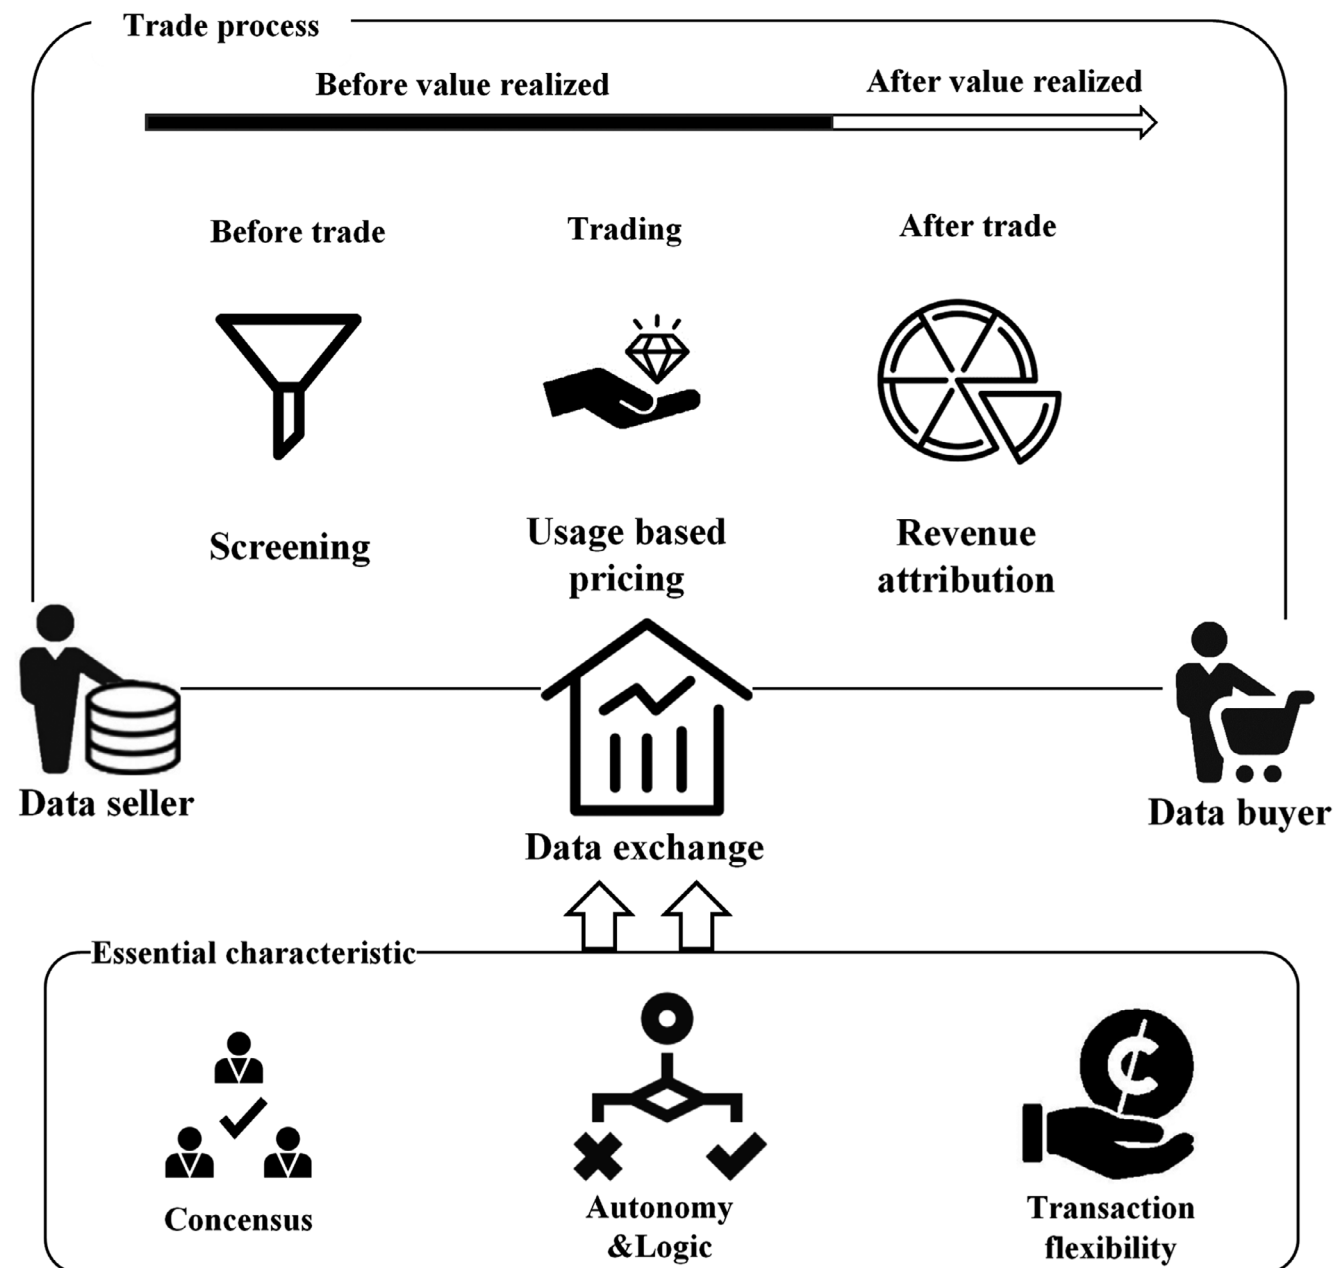 Trade process
Before value realized
After value realized
Before trade
Trading
After trade
Screening
Usage based
pricing
Revenue
attribution
Data seller
Data exchange
Data buyer
Essential characteristic
Concensus
Autonomy
&Logic
Transaction
flexibility